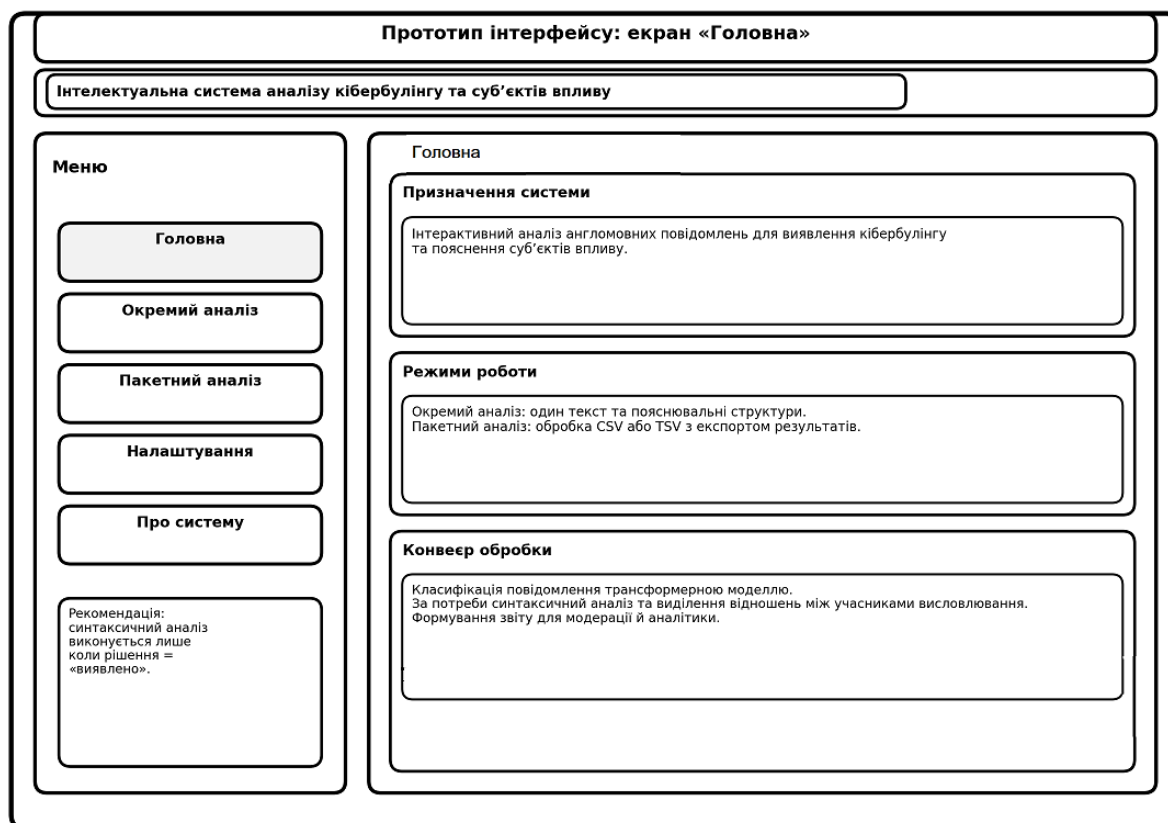 Прототип інтерфейсу: екран «Головна»
Інтелектуальна система аналізу кібербулінгу та суб’єктів впливу
Меню
Головна
Окремий аналіз
Пакетний аналіз
Налаштування
Про систему
Рекомендація:
синтаксичний аналіз
виконується лише
коли рішення =
«виявлено».
Головна
Призначення системи
Інтерактивний аналіз англомовних повідомлень для виявлення кібербулінгу
та пояснення суб’єктів впливу.
Режими роботи
Окремий аналіз: один текст та пояснювальні структури.
Пакетний аналіз: обробка CSV або TSV з експортом результатів.
Конвеєр обробки
Класифікація повідомлення трансформерною моделлю.
За потреби синтаксичний аналіз та виділення відношень між учасниками висловлювання.
Формування звіту для модерації й аналітики.